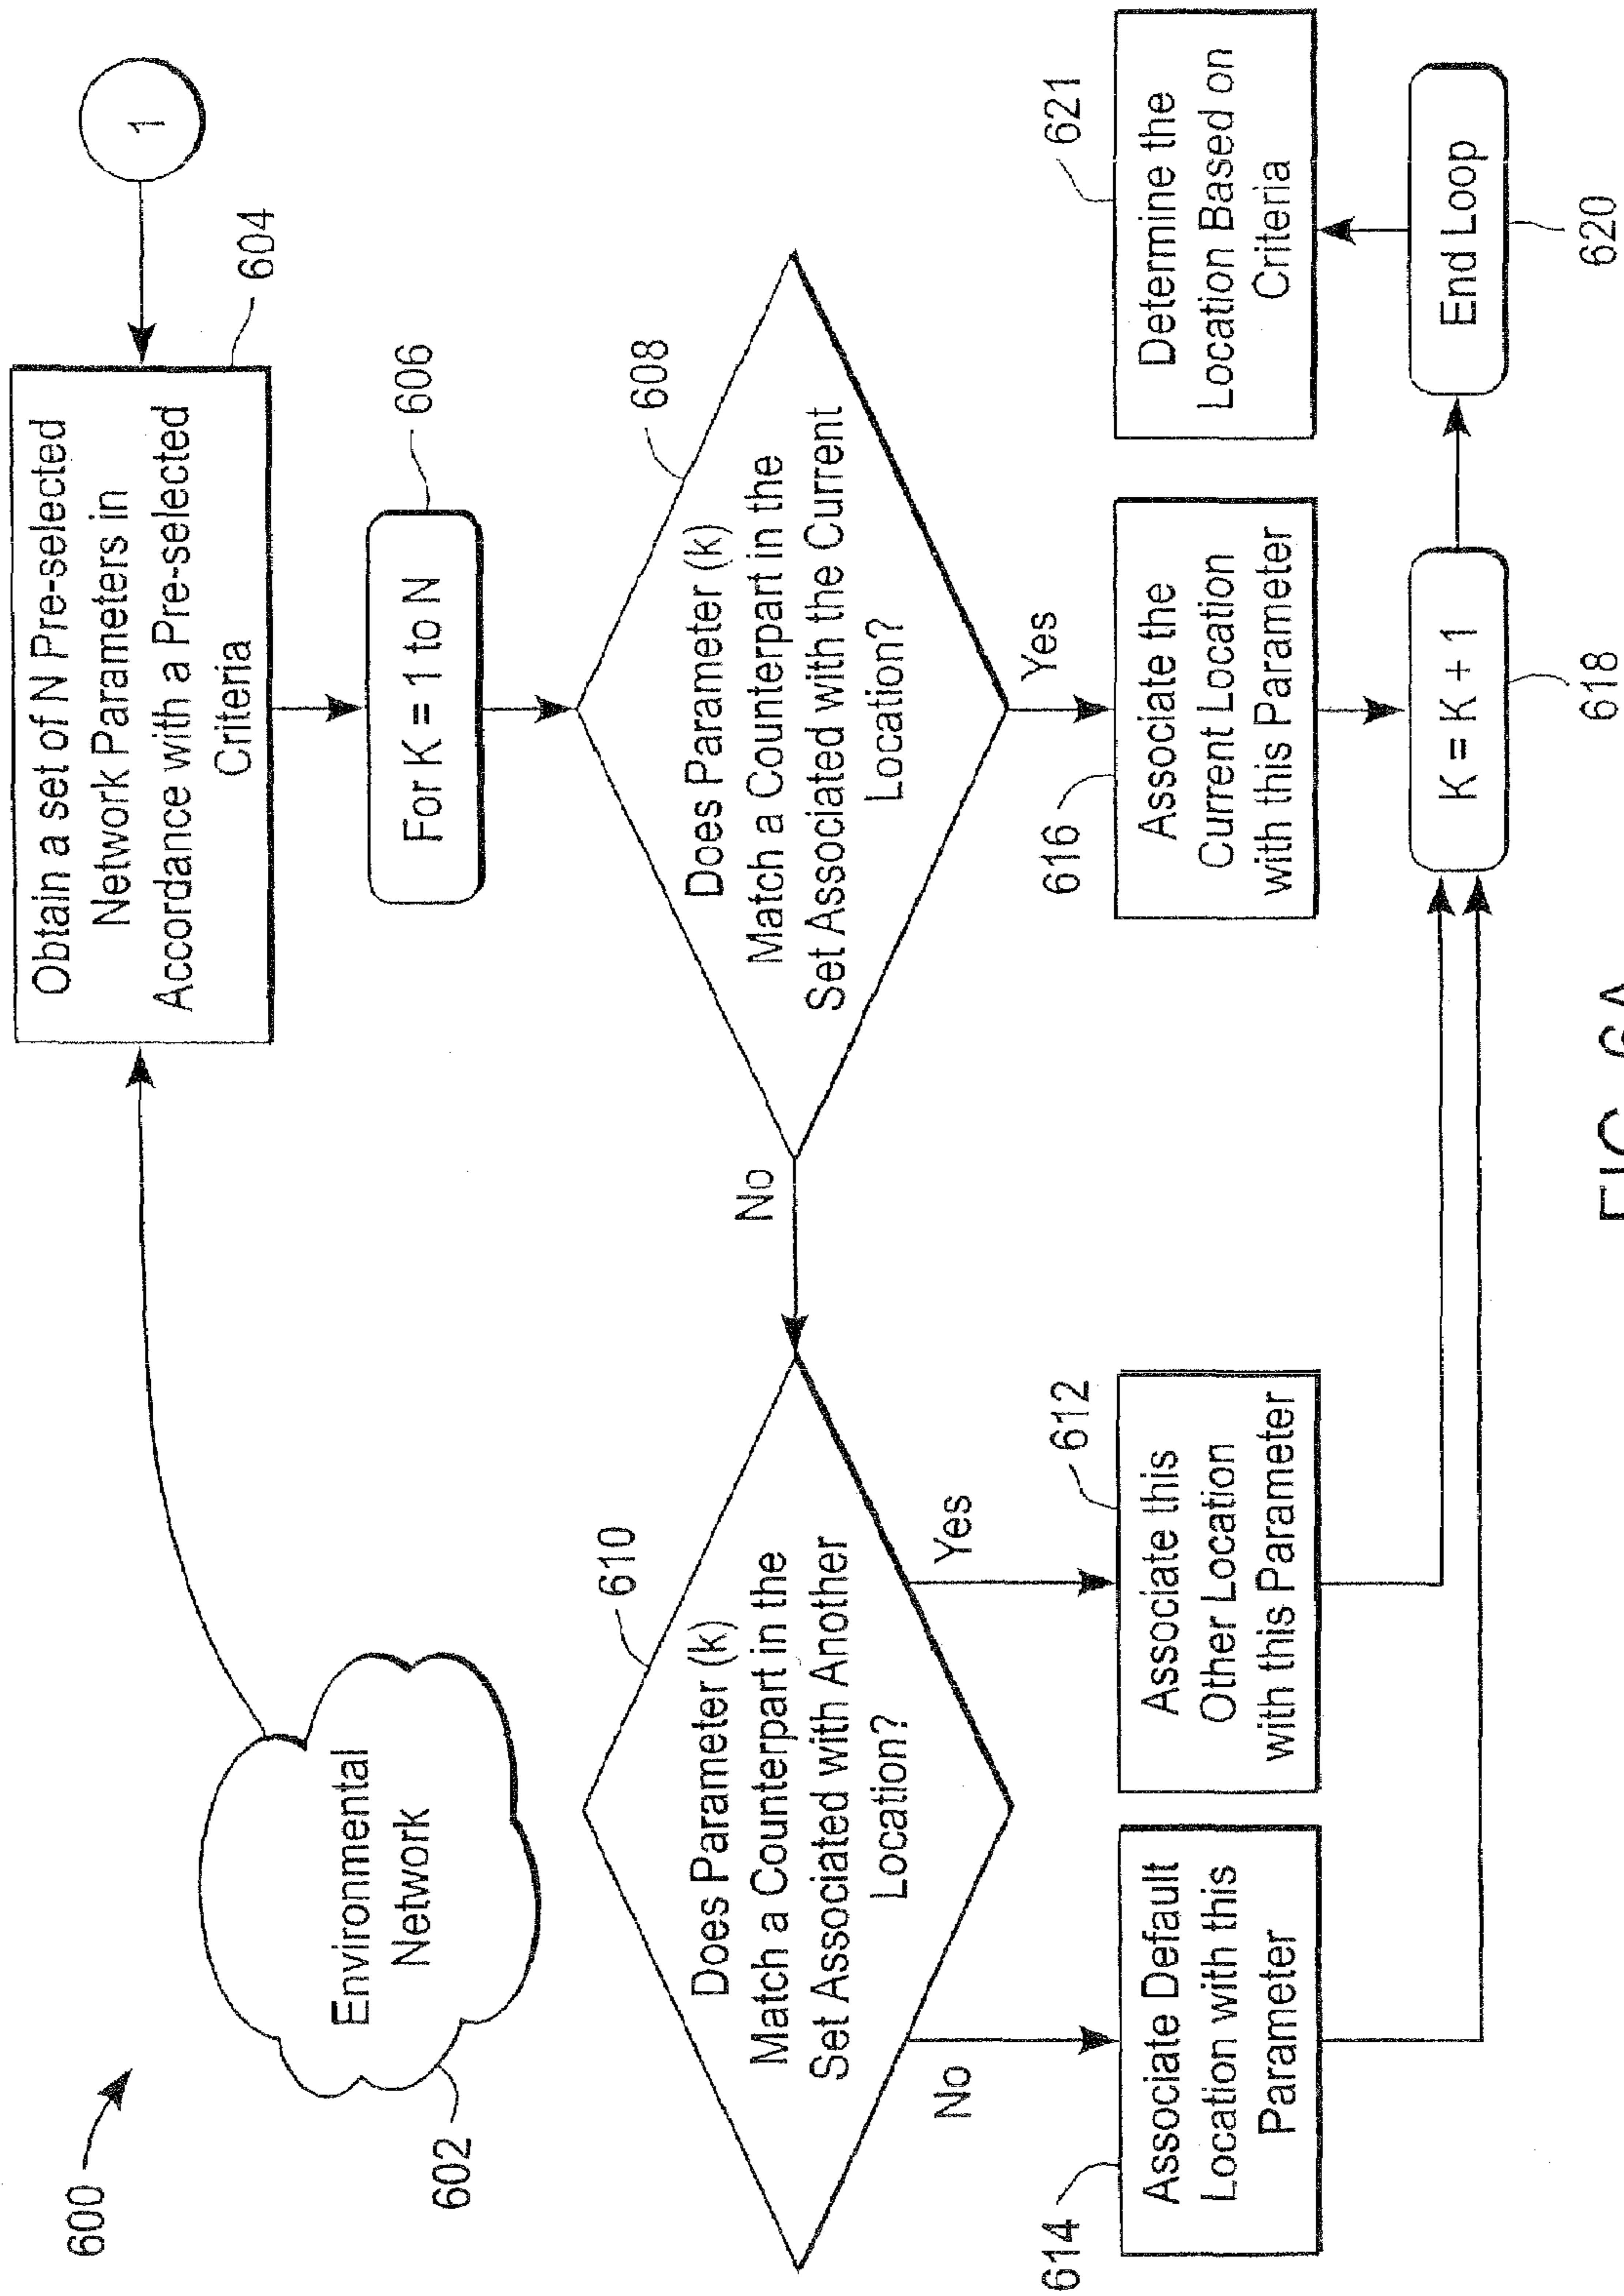 600
602
Environmental
Network
1
Obtain a set of N Pre-selected
Network Parameters in
Accordance with a Pre-selected
Criteria
604
For K = 1 to N
606
608
Does Parameter (k)
Match a Counterpart in the
Set Associated with the Current
Location?
No
Yes
610
Does Parameter (k)
Match a Counterpart in the
Set Associated with Another
Location?
No
Yes
614
Associate Default
Location with this
Parameter
612
Associate this
Other Location
with this Parameter
616
Associate the
Current Location
with this Parameter
621
Determine the
Location Based on
Criteria
K = K + 1
618
End Loop
620
FIG. 6A